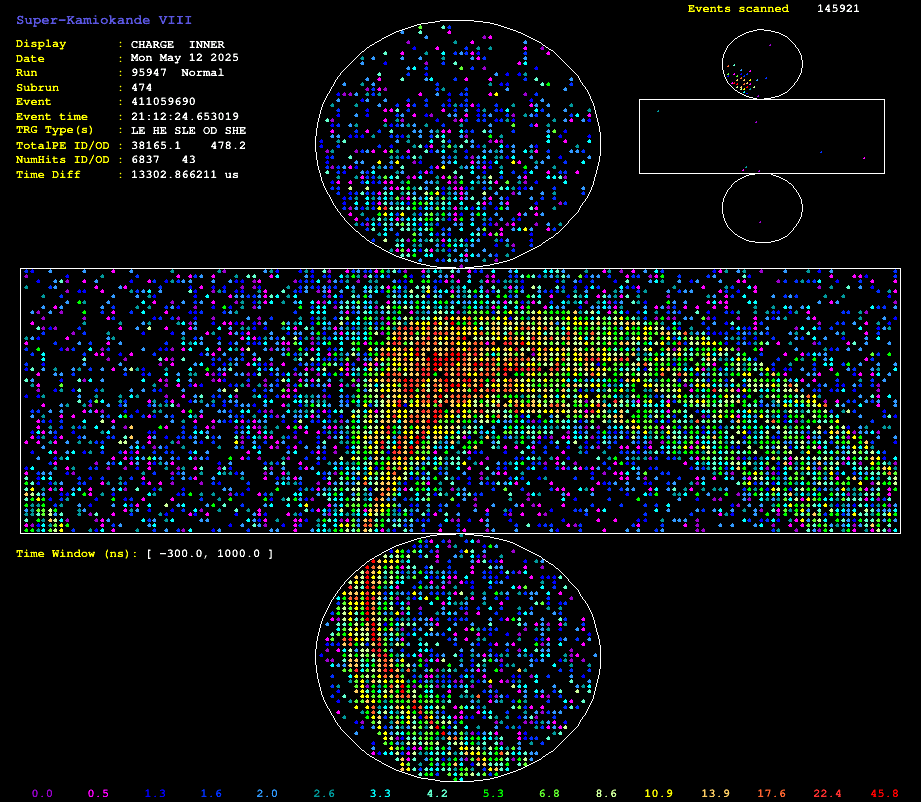 Super-Kamiokande VIII
Events scanned 145921
Display : CHARGE INNER
Date : Mon May 12 2025
Run : 95947 Normal
Subrun : 474
Event : 411059690
Event time : 21:12:24.653019
TRG Type(s) : LE HE SLE OD SHE
TotalPE ID/OD : 38165.1 478.2
NumHits ID/OD : 6837 43
Time Diff : 13302.866211 us
Time Window (ns): [ −300.0, 1000.0 ]
0.0 0.5 1.3 1.6 2.0 2.6 3.3 4.2 5.3 6.8 8.6 10.9 13.9 17.6 22.4 45.8